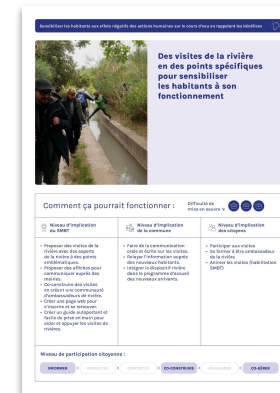 Sensibiliser les habitants aux effets négatifs des actions humaines sur le cours d'eau en rappelant les bénéfices
Des visites de la rivière
en des points spécifiques
pour sensibiliser
les habitants à son
fonctionnement
Comment ça pourrait fonctionner :
Difficulté de
mise en œuvre
Niveau d'implication
du SMBT
Niveau d'implication
de la commune
Niveau d'implication
des citoyens
• Proposer des visites de la
rivière avec des experts
de la rivière à des points
emblématiques.
• Proposer des affiches pour
communiquer auprès des
mairies.
• Co-construire des visites
en créant une communauté
d'ambassadeurs de rivière.
• Créer une page web pour
s'inscrire et se retrouver.
• Créer un guide autoportant et
facile de prise en main pour
aider et appuyer les visites de
rivières.
• Faire de la communication
orale et écrite sur les visites.
• Relayer l'information auprès
des nouveaux habitants.
• Intégrer le dispositif rivière
dans le programme d'accueil
des nouveaux arrivants.
• Participer aux visites
• Se former à être ambassadeur
de la rivière
• Animer les visites (habilitation
SMBT)
Niveau de participation citoyenne :
INFORMER
CONSULTER
CONCERTER
CO-CONSTRUIRE
CO-DÉCIDER
CO-GÉRER